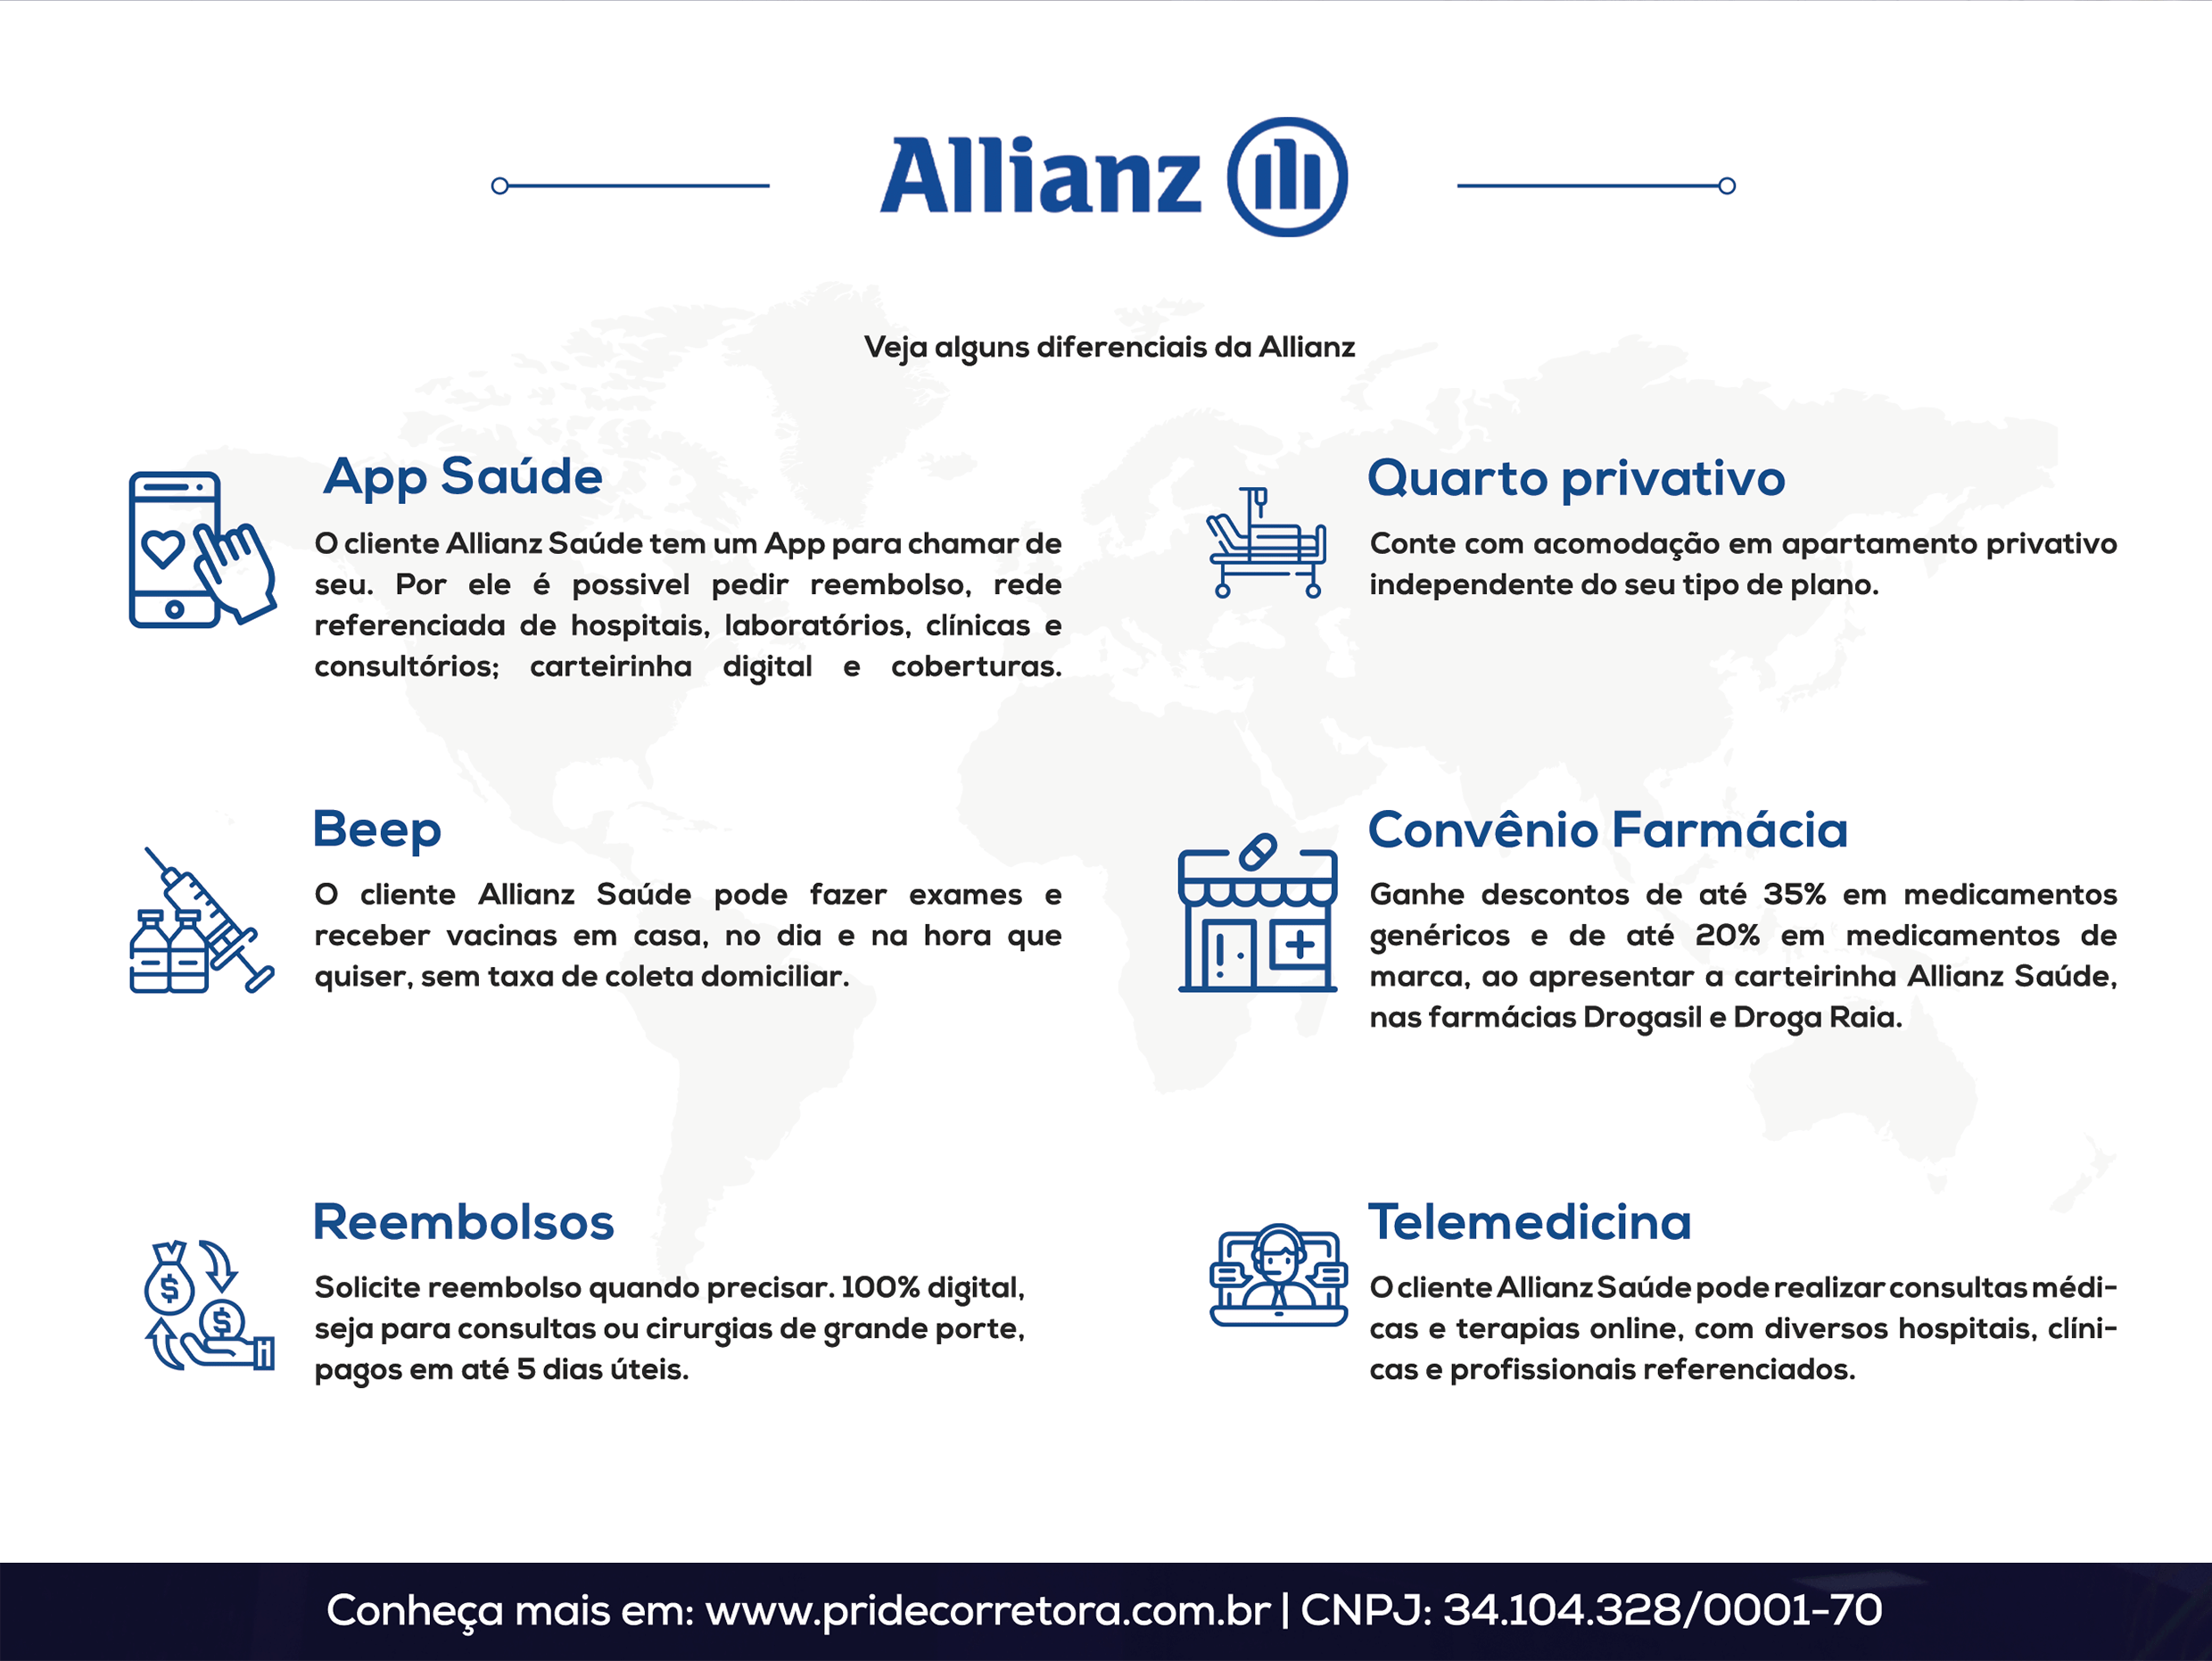 Allianz
Veja alguns diferenciais da Allianz
App Saúde
O cliente Allianz Saúde tem um App para chamar de
seu. Por ele é possivel pedir reembolso, rede
referenciada de hospitais, laboratórios, clínicas e
consultórios; carteirinha digital e coberturas.
Quarto privativo
Conte com acomodação em apartamento privativo
independente do seu tipo de plano.
Beep
O cliente Allianz Saúde pode fazer exames e
receber vacinas em casa, no dia e na hora que
quiser, sem taxa de coleta domiciliar.
Convênio Farmácia
Ganhe descontos de até 35% em medicamentos
genéricos e de até 20% em medicamentos de
marca, ao apresentar a carteirinha Allianz Saúde,
nas farmácias Drogasil e Droga Raia.
Reembolsos
Solicite reembolso quando precisar. 100% digital,
seja para consultas ou cirurgias de grande porte,
pagos em até 5 dias úteis.
Telemedicina
O cliente Allianz Saúde pode realizar consultas médi-
cas e terapias online, com diversos hospitais, clíni-
cas e profissionais referenciados.
Conheça mais em: www.pridecorretora.com.br | CNPJ: 34.104.328/0001-70